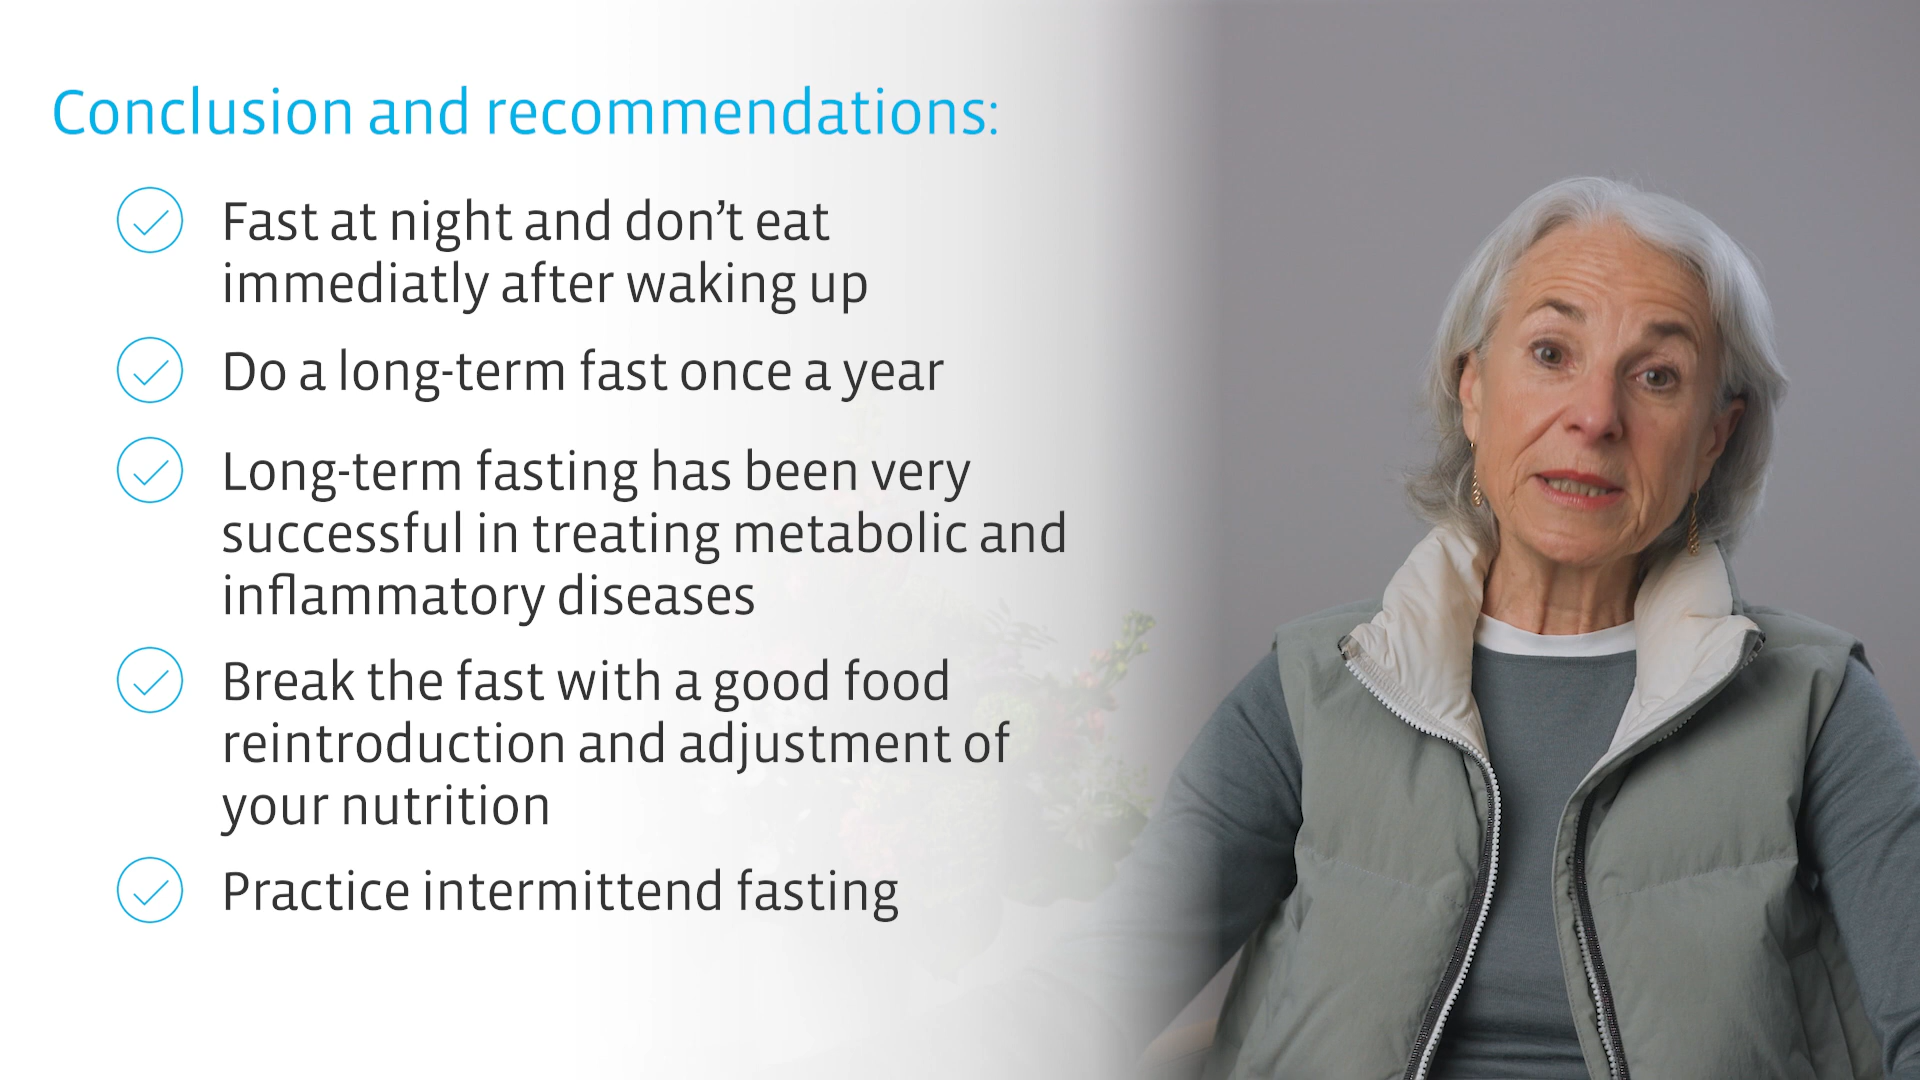 Conclusion and recommendations:
Fast at night and don’t eat
immediatly after waking up
Do a long-term fast once a year
Long-term fasting has been very
successful in treating metabolic and
inflammatory diseases
Break the fast with a good food
reintroduction and adjustment of
your nutrition
Practice intermittend fasting